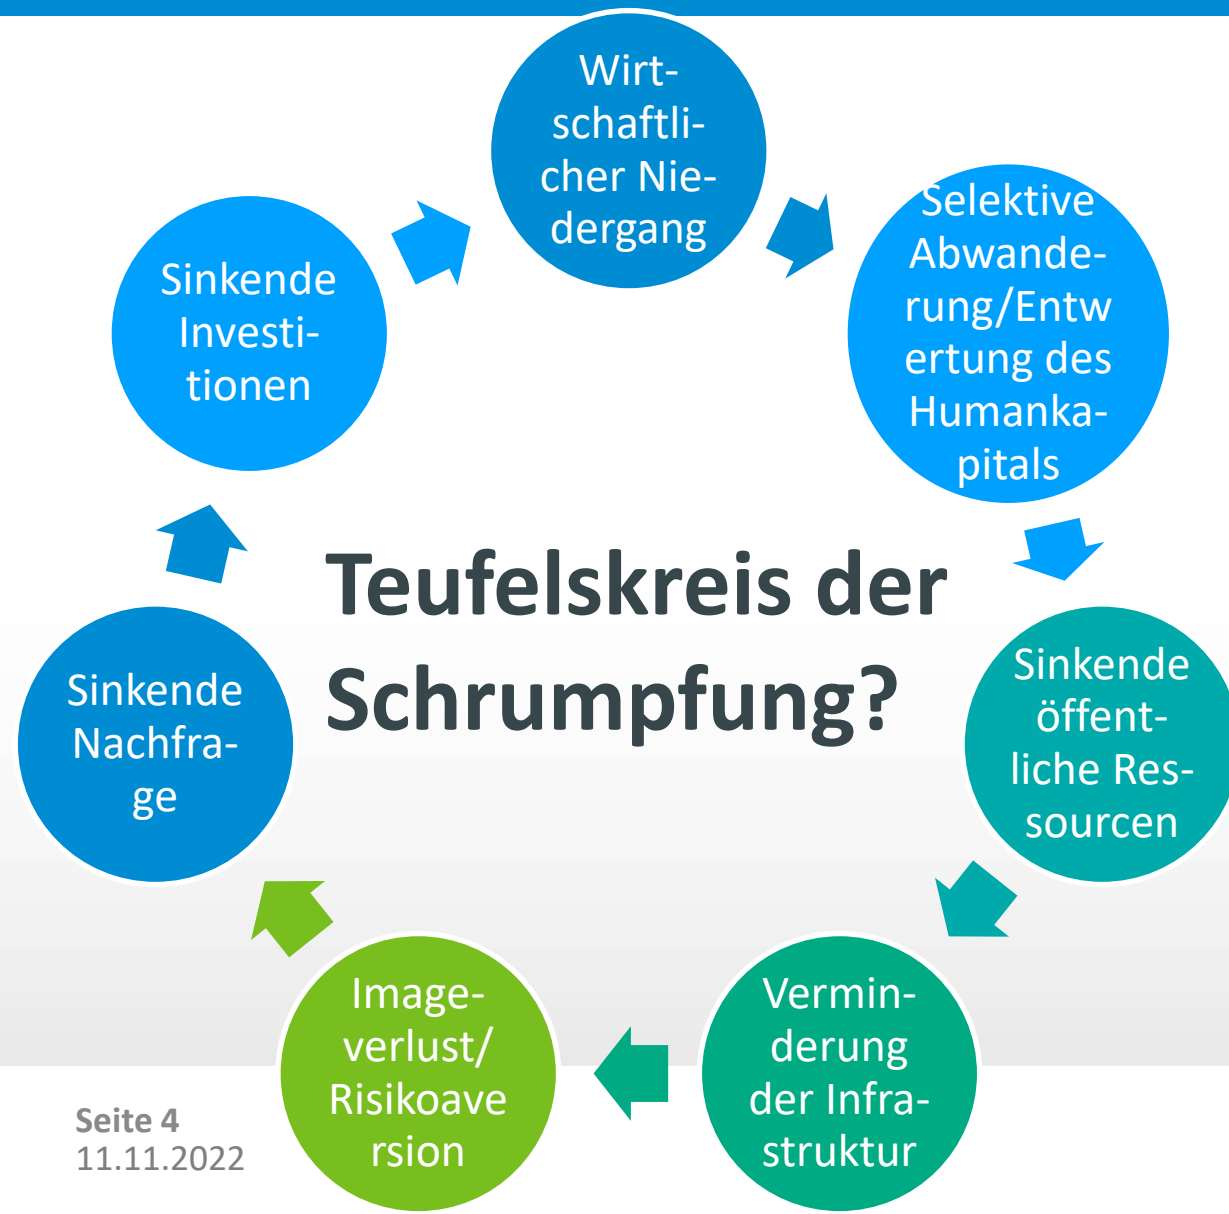 Wirt-
schaftli-
cher Nie-
dergang
Selektive
Abwande-
rung/Entw
ertung des
Humanka-
pitals
Sinkende
öffent-
liche Res-
sourcen
Vermin-
derung
der Infra-
struktur
Image-
verlust/
Risikoave
rsion
Sinkende
Nachfra-
ge
Sinkende
Investi-
tionen
Teufelskreis der
Schrumpfung?
Seite 4
11.11.2022